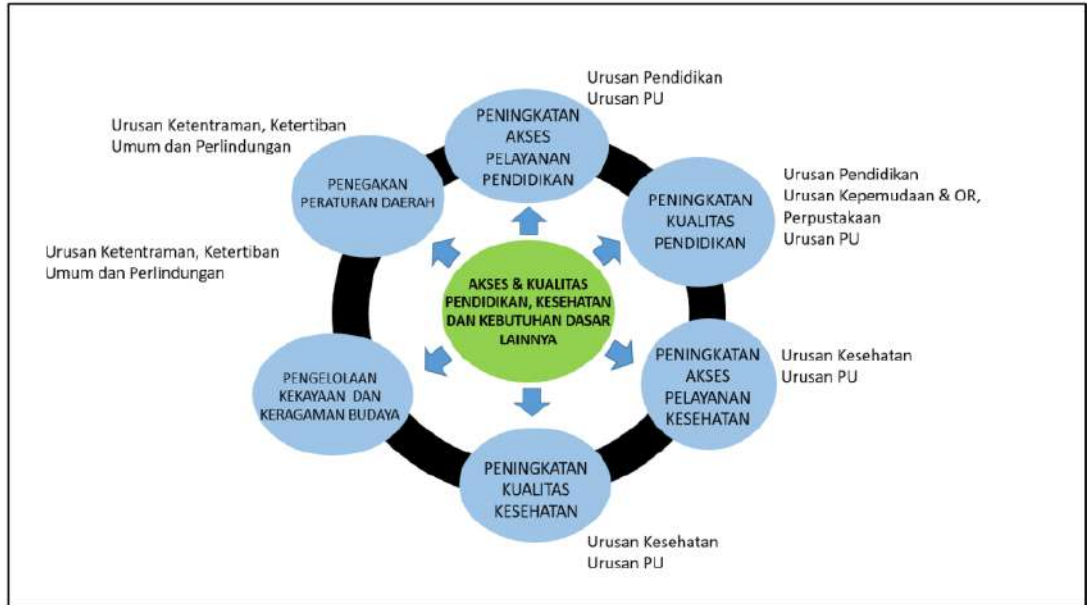 Urusan Pendidikan
Urusan PU
PENINGKATAN
AKSES
PELAYANAN
PENDIDIKAN
Urusan Ketentraman, Ketertiban
Umum dan Perlindungan
PENEGAKAN
PERATURAN DAERAH
Urusan Pendidikan
Urusan Kepemudaan & OR,
Perpustakaan
Urusan PU
PENINGKATAN
KUALITAS
PENDIDIKAN
Urusan Ketentraman, Ketertiban
Umum dan Perlindungan
AKSES & KUALITAS
PENDIDIKAN, KESEHATAN
DAN KEBUTUHAN DASAR
LAINNYA
PENGELOLAAN
KEKAYAAN DAN
KERAGAMAN BUDAYA
PENINGKATAN
AKSES
PELAYANAN
KESEHATAN
Urusan Kesehatan
Urusan PU
PENINGKATAN
KUALITAS
KESEHATAN
Urusan Kesehatan
Urusan PU